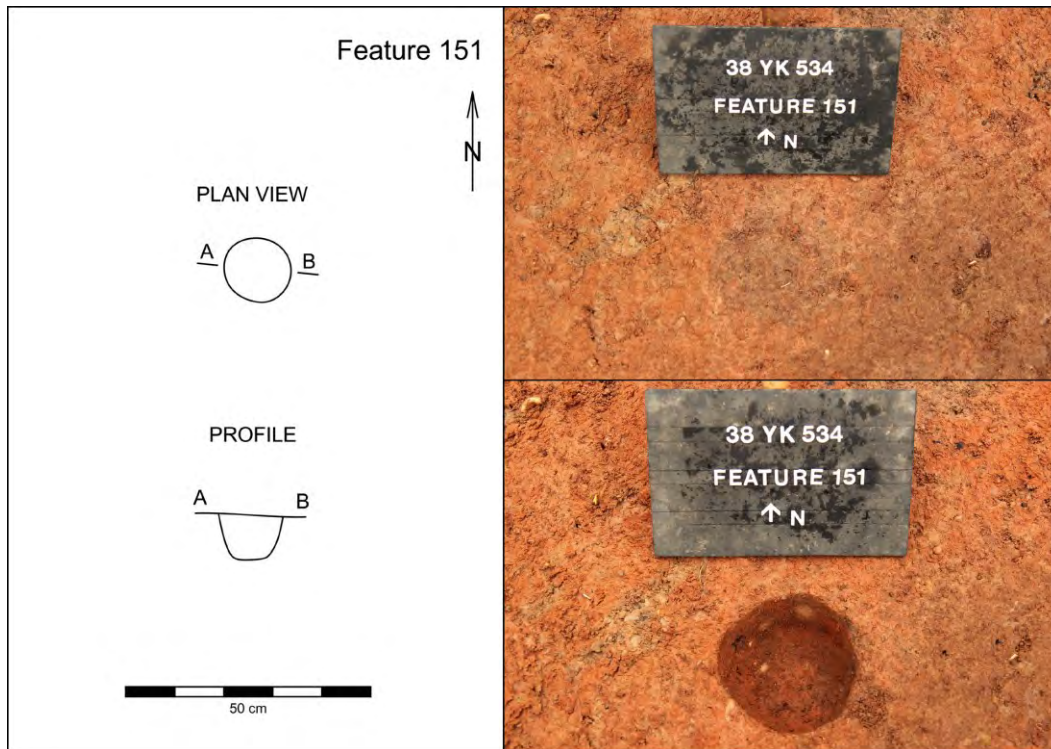 Feature 151
N
PLAN VIEW
A
B
PROFILE
A
B
50 cm
38 YK 534
FEATURE 151
↑ N
38 YK 534
FEATURE 151
↑ N